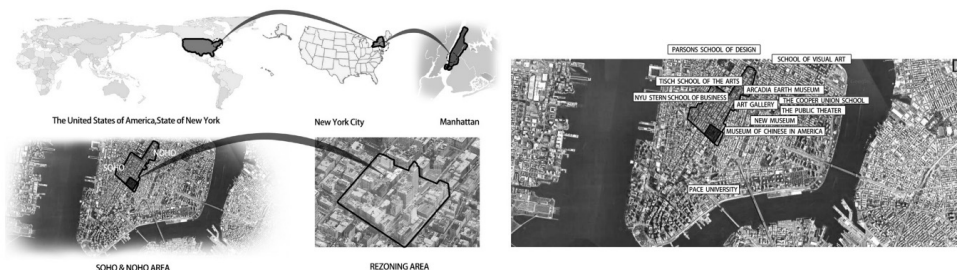 The United States of America,State of New York
New York City
Manhattan
SOHO
NOHO
SOHO & NOHO AREA
REZONING AREA
PARSONS SCHOOL OF DESIGN
SCHOOL OF VISUAL ART
TISCH SCHOOL OF THE ARTS
ARCADIA EARTH MUSEUM
NYU STERN SCHOOL OF BUSINESS
ART GALLERY
THE COOPER UNION SCHOOL
THE PUBLIC THEATER
NEW MUSEUM
MUSEUM OF CHINESE IN AMERICA
PACE UNIVERSITY